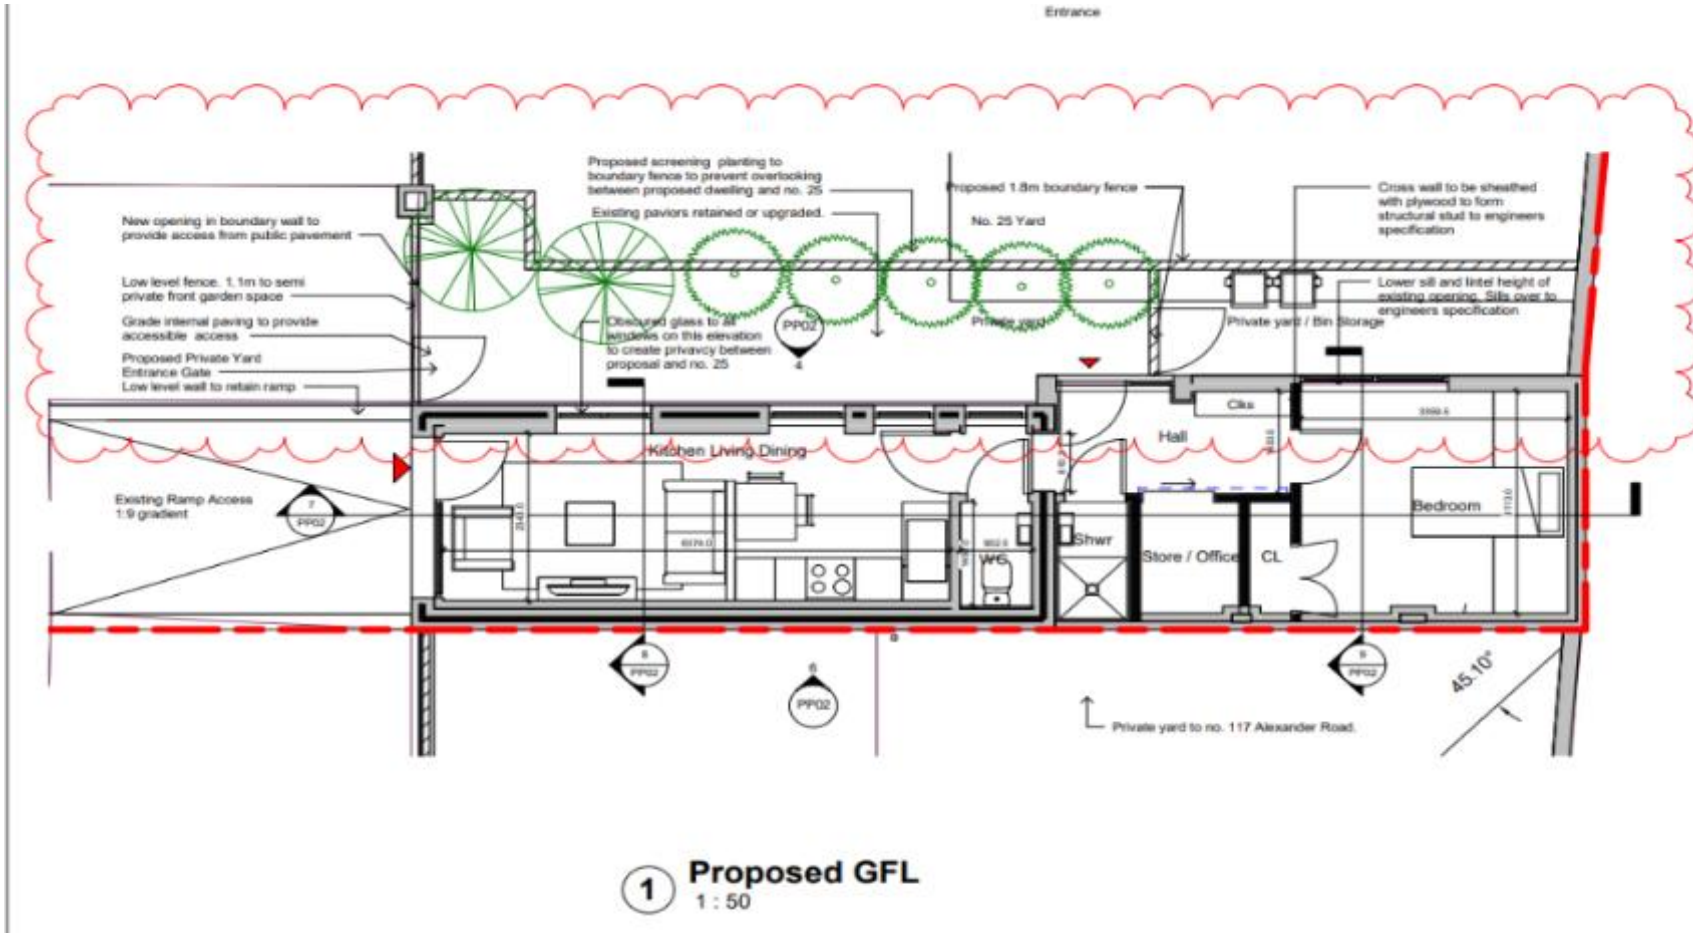 Entrance
Proposed screening planting to
boundary fence to prevent overlooking
between proposed dwelling and no. 25
Existing paviors retained or upgraded.
Proposed 1.8m boundary fence
No. 25 Yard
Cross wall to be sheathed
with plywood to form
structural stud to engineers
specification
New opening in boundary wall to
provide access from public pavement
Low level fence. 1.1m to semi
private front garden space
Grade internal paving to provide
accessible access
Proposed Private Yard
Entrance Gate
Low level wall to retain ramp
Lower sill and lintel height of
existing opening. Sills over to
engineers specification
Obscured glass to all
windows on this elevation
to create privavcy between
proposal and no. 25
PP02
4
Private yard
Private yard / Bin Storage
Clks
Hall
Kitchen Living Dining
Existing Ramp Access
1:9 gradient
7
PP02
Bedroom
WC
Shwr
Store / Office
CL
8
PP02
6
PP02
9
PP02
45.10°
Private yard to no. 117 Alexander Road.
1
Proposed GFL
1 : 50